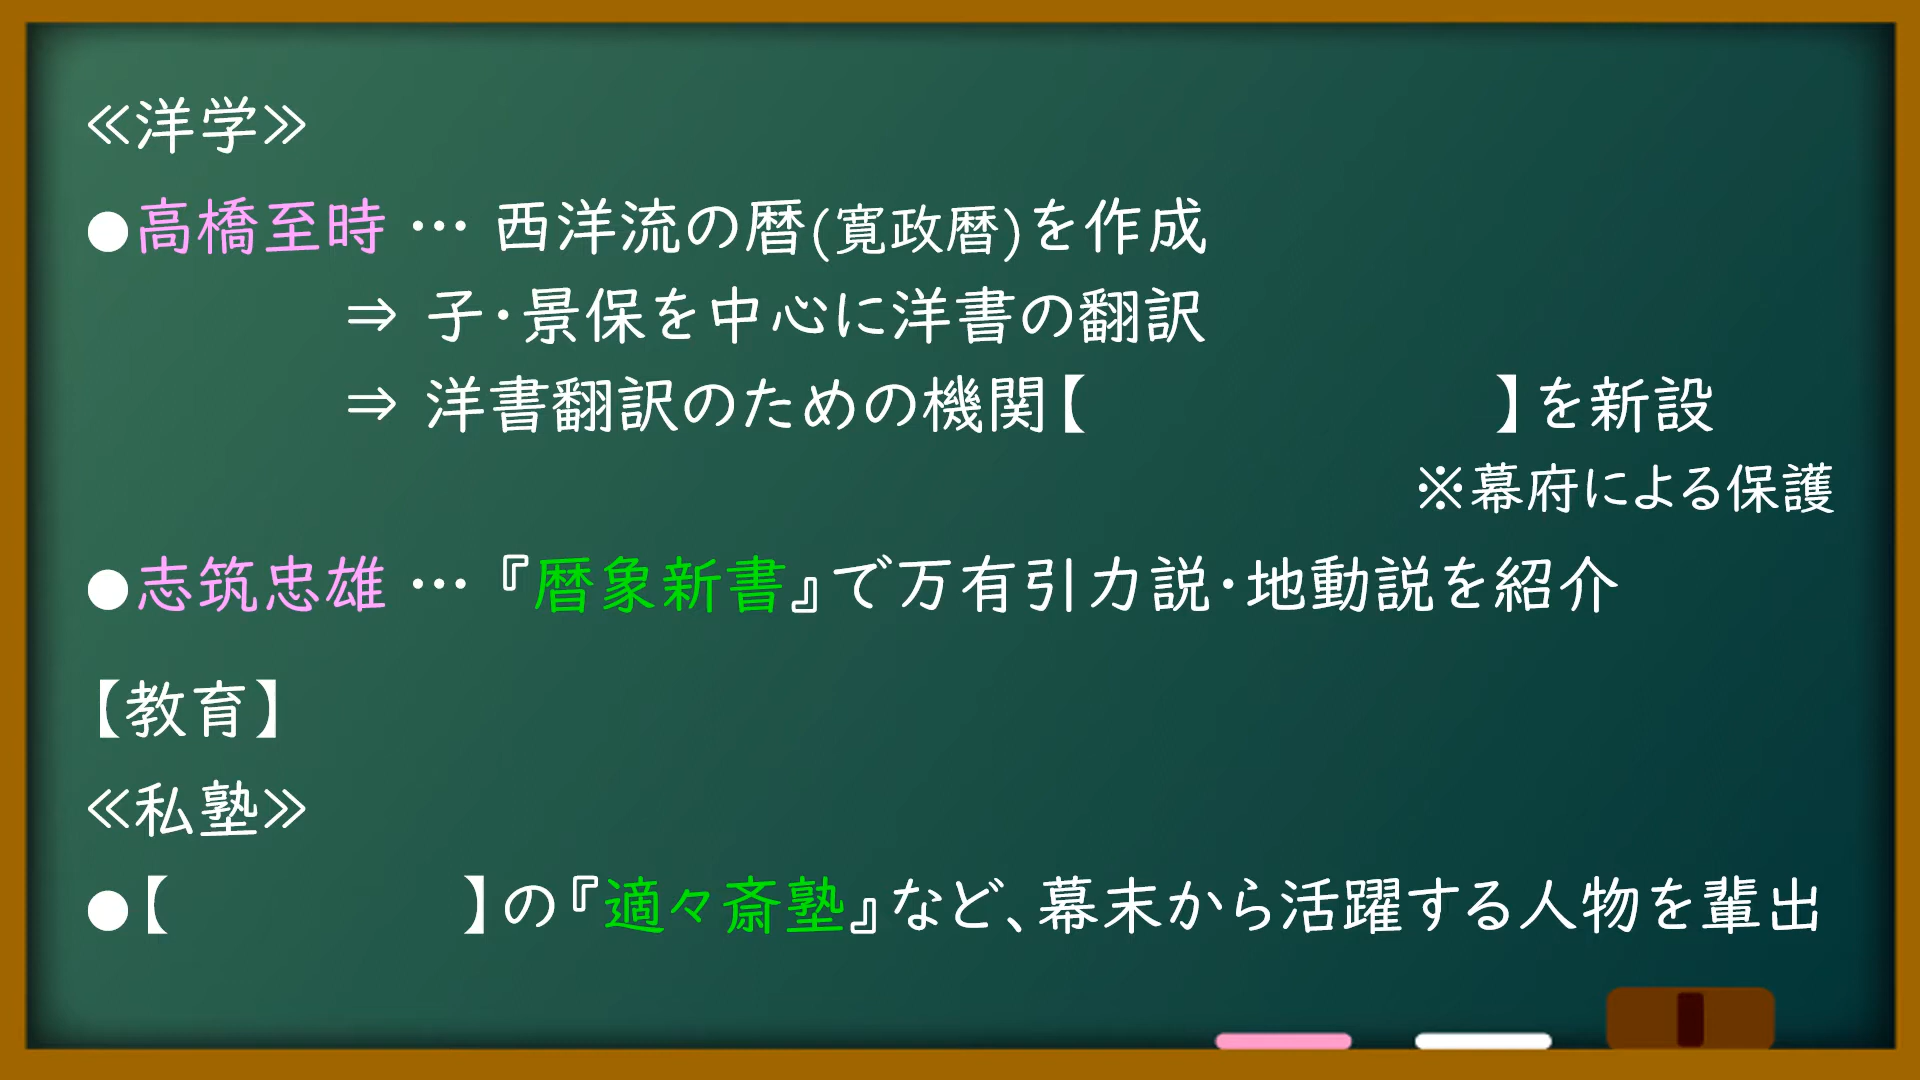 ≪洋学≫
●高橋至時 … 西洋流の暦(寛政暦)を作成
⇒ 子・景保を中心に洋書の翻訳
⇒ 洋書翻訳のための機関【　　　　　　】を新設
※幕府による保護
●志筑忠雄 … 『暦象新書』で万有引力説・地動説を紹介
【教育】
≪私塾≫
●【　　　　】の『適々斎塾』など、幕末から活躍する人物を輩出